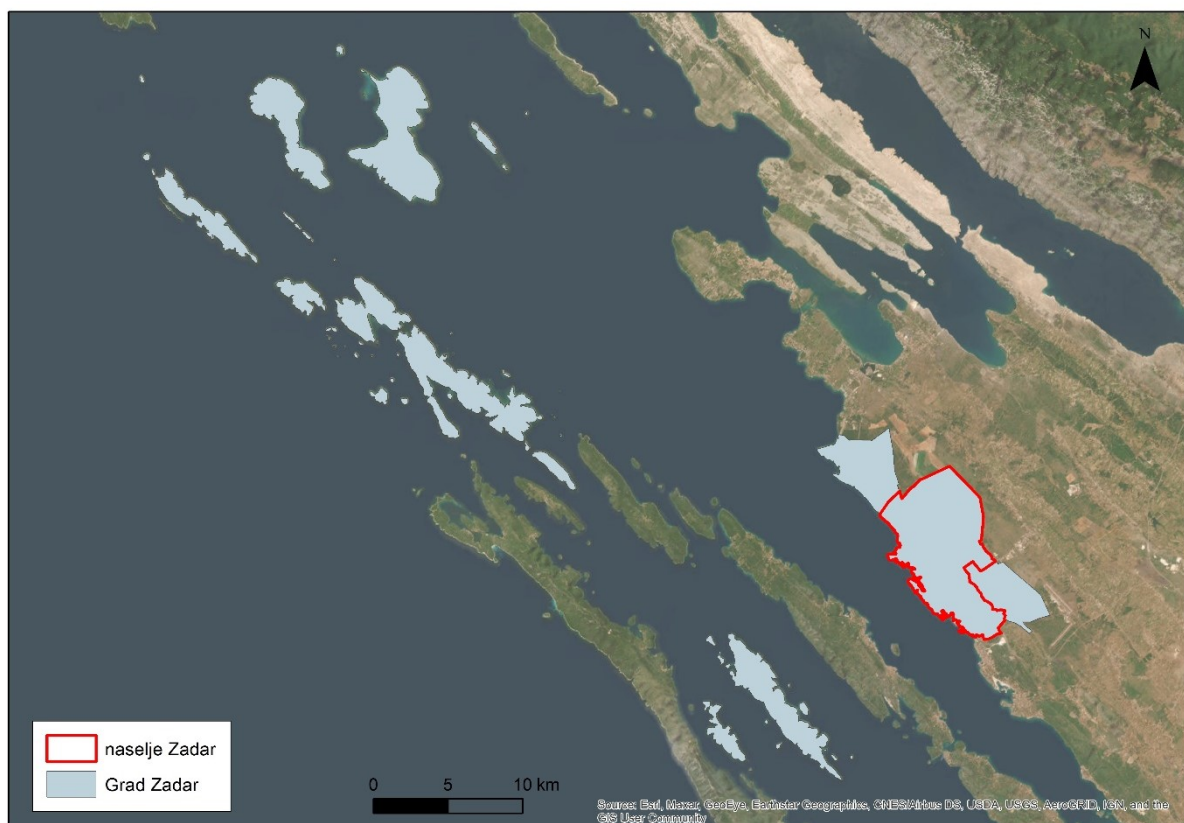 N
naselje Zadar
Grad Zadar
0 5 10 km
Source: Esri, Maxar, GeoEye, Earthstar Geographics, CNES/Airbus DS, USDA, USGS, AeroGRID, IGN, and the
GIS User Community